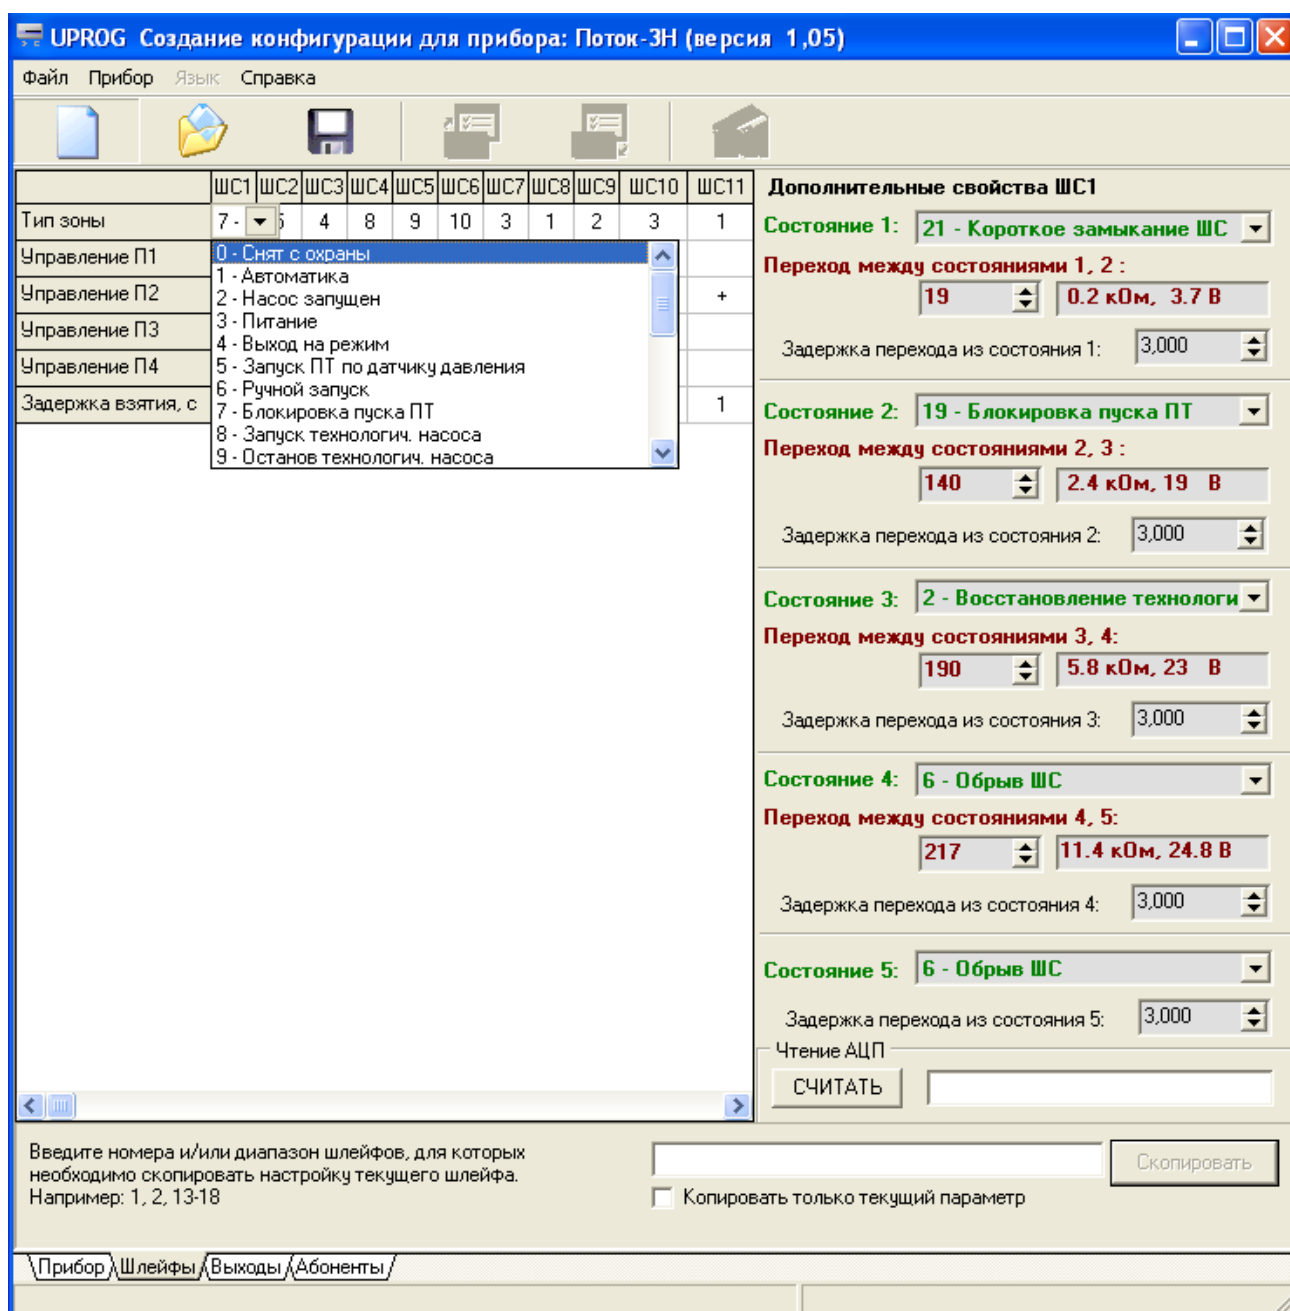 UPROG Создание конфигурации для прибора: Поток-3Н (версия 1,05)
Файл Прибор Язык Справка
ШС1 ШС2 ШС3 ШС4 ШС5 ШС6 ШС7 ШС8 ШС9 ШС10 ШС11
Тип зоны 7 - 4 8 9 10 3 1 2 3 1
Управление П1
Управление П2 +
Управление П3
Управление П4
Задержка взятия, с 1
0 - Снят с охраны
1 - Автоматика
2 - Насос запущен
3 - Питание
4 - Выход на режим
5 - Запуск ПТ по датчику давления
6 - Ручной запуск
7 - Блокировка пуска ПТ
8 - Запуск технологич. насоса
9 - Останов технологич. насоса
Дополнительные свойства ШС1
Состояние 1: 21 - Короткое замыкание ШС
Переход между состояниями 1, 2 :
19 0.2 кОм, 3.7 В
Задержка перехода из состояния 1: 3,000
Состояние 2: 19 - Блокировка пуска ПТ
Переход между состояниями 2, 3 :
140 2.4 кОм, 19 В
Задержка перехода из состояния 2: 3,000
Состояние 3: 2 - Восстановление технологи
Переход между состояниями 3, 4:
190 5.8 кОм, 23 В
Задержка перехода из состояния 3: 3,000
Состояние 4: 6 - Обрыв ШС
Переход между состояниями 4, 5:
217 11.4 кОм, 24.8 В
Задержка перехода из состояния 4: 3,000
Состояние 5: 6 - Обрыв ШС
Задержка перехода из состояния 5: 3,000
Чтение АЦП
СЧИТАТЬ
Введите номера и/или диапазон шлейфов, для которых
необходимо скопировать настройку текущего шлейфа.
Например: 1, 2, 13-18
Скопировать
Копировать только текущий параметр
Прибор Шлейфы Выходы Абоненты